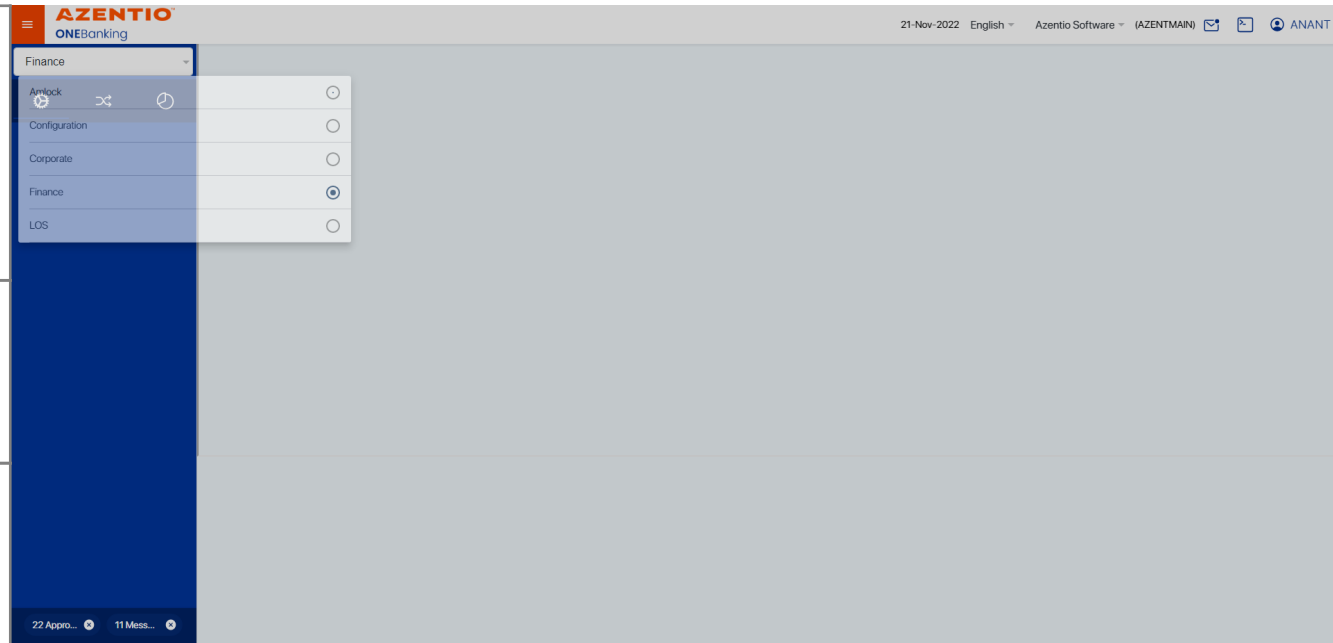 AZENTIO™
ONEBanking
21-Nov-2022 English Azentio Software (AZENTMAIN) ANANT
Finance
Amlock
Configuration
Corporate
Finance
LOS
22 Appro... 11 Mess...